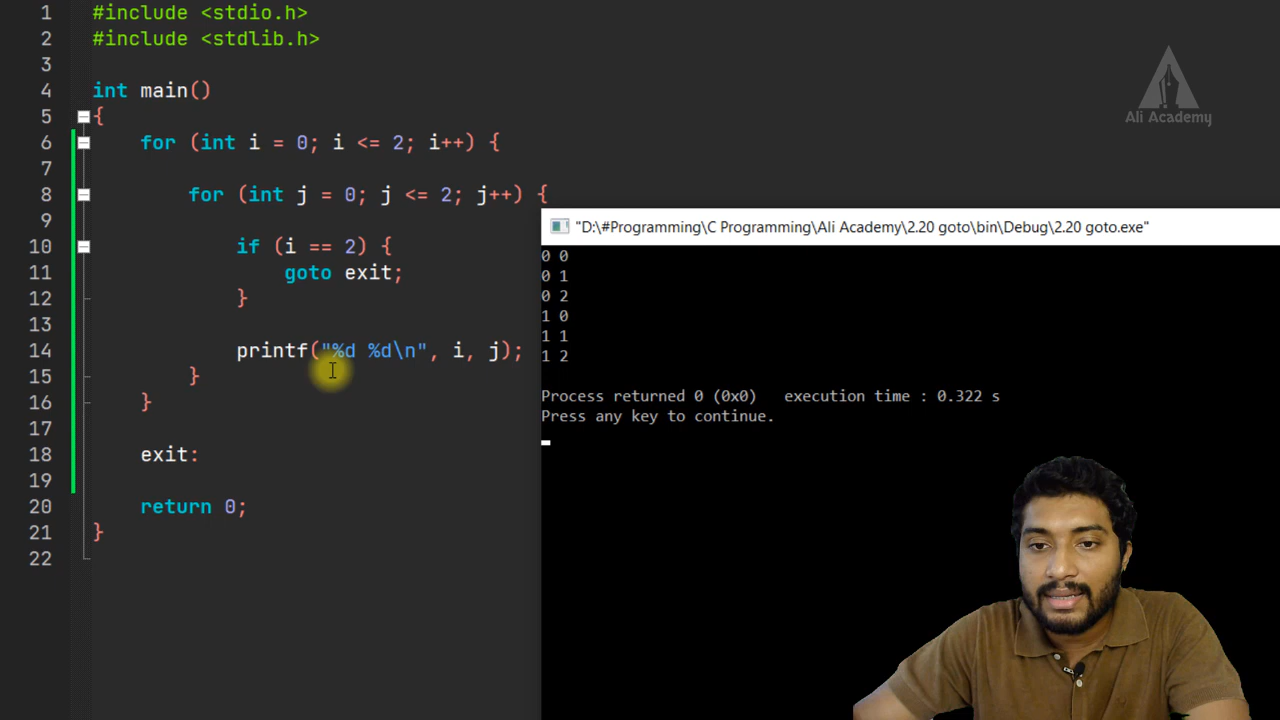 1 #include <stdio.h>
2 #include <stdlib.h>
3
4 int main()
5 {
6 for (int i = 0; i <= 2; i++) {
7
8 for (int j = 0; j <= 2; j++) {
9
10 if (i == 2) {
11 goto exit;
12 }
13
14 printf("%d %d\n", i, j);
15 }
16 }
17
18 exit:
19
20 return 0;
21 }
22
Ali Academy
"D:\#Programming\C Programming\Ali Academy\2.20 goto\bin\Debug\2.20 goto.exe"
0 0
0 1
0 2
1 0
1 1
1 2
Process returned 0 (0x0) execution time : 0.322 s
Press any key to continue.